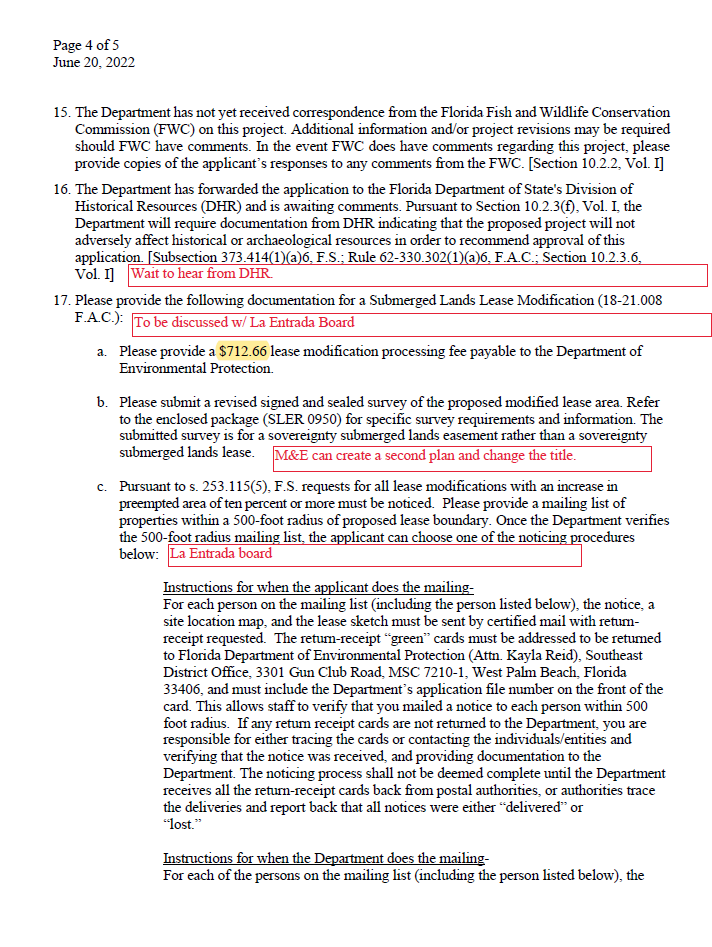 Page 4 of 5
June 20, 2022
15. The Department has not yet received correspondence from the Florida Fish and Wildlife Conservation
Commission (FWC) on this project. Additional information and/or project revisions may be required
should FWC have comments. In the event FWC does have comments regarding this project, please
provide copies of the applicant’s responses to any comments from the FWC. [Section 10.2.2, Vol. I]
16. The Department has forwarded the application to the Florida Department of State's Division of
Historical Resources (DHR) and is awaiting comments. Pursuant to Section 10.2.3(f), Vol. I, the
Department will require documentation from DHR indicating that the proposed project will not
adversely affect historical or archaeological resources in order to recommend approval of this
application. [Subsection 373.414(1)(a)6, F.S.; Rule 62-330.302(1)(a)6, F.A.C.; Section 10.2.3.6,
Vol. I] Wait to hear from DHR.
17. Please provide the following documentation for a Submerged Lands Lease Modification (18-21.008
F.A.C.): To be discussed w/ La Entrada Board
a. Please provide a $712.66 lease modification processing fee payable to the Department of
Environmental Protection.
b. Please submit a revised signed and sealed survey of the proposed modified lease area. Refer
to the enclosed package (SLER 0950) for specific survey requirements and information. The
submitted survey is for a sovereignty submerged lands easement rather than a sovereignty
submerged lands lease. M&E can create a second plan and change the title.
c. Pursuant to s. 253.115(5), F.S. requests for all lease modifications with an increase in
preempted area of ten percent or more must be noticed. Please provide a mailing list of
properties within a 500-foot radius of proposed lease boundary. Once the Department verifies
the 500-foot radius mailing list, the applicant can choose one of the noticing procedures
below: La Entrada board
Instructions for when the applicant does the mailing-
For each person on the mailing list (including the person listed below), the notice, a
site location map, and the lease sketch must be sent by certified mail with return-
receipt requested. The return-receipt “green” cards must be addressed to be returned
to Florida Department of Environmental Protection (Attn. Kayla Reid), Southeast
District Office, 3301 Gun Club Road, MSC 7210-1, West Palm Beach, Florida
33406, and must include the Department’s application file number on the front of the
card. This allows staff to verify that you mailed a notice to each person within 500
foot radius. If any return receipt cards are not returned to the Department, you are
responsible for either tracing the cards or contacting the individuals/entities and
verifying that the notice was received, and providing documentation to the
Department. The noticing process shall not be deemed complete until the Department
receives all the return-receipt cards back from postal authorities, or authorities trace
the deliveries and report back that all notices were either “delivered” or
“lost.”
Instructions for when the Department does the mailing-
For each of the persons on the mailing list (including the person listed below), the